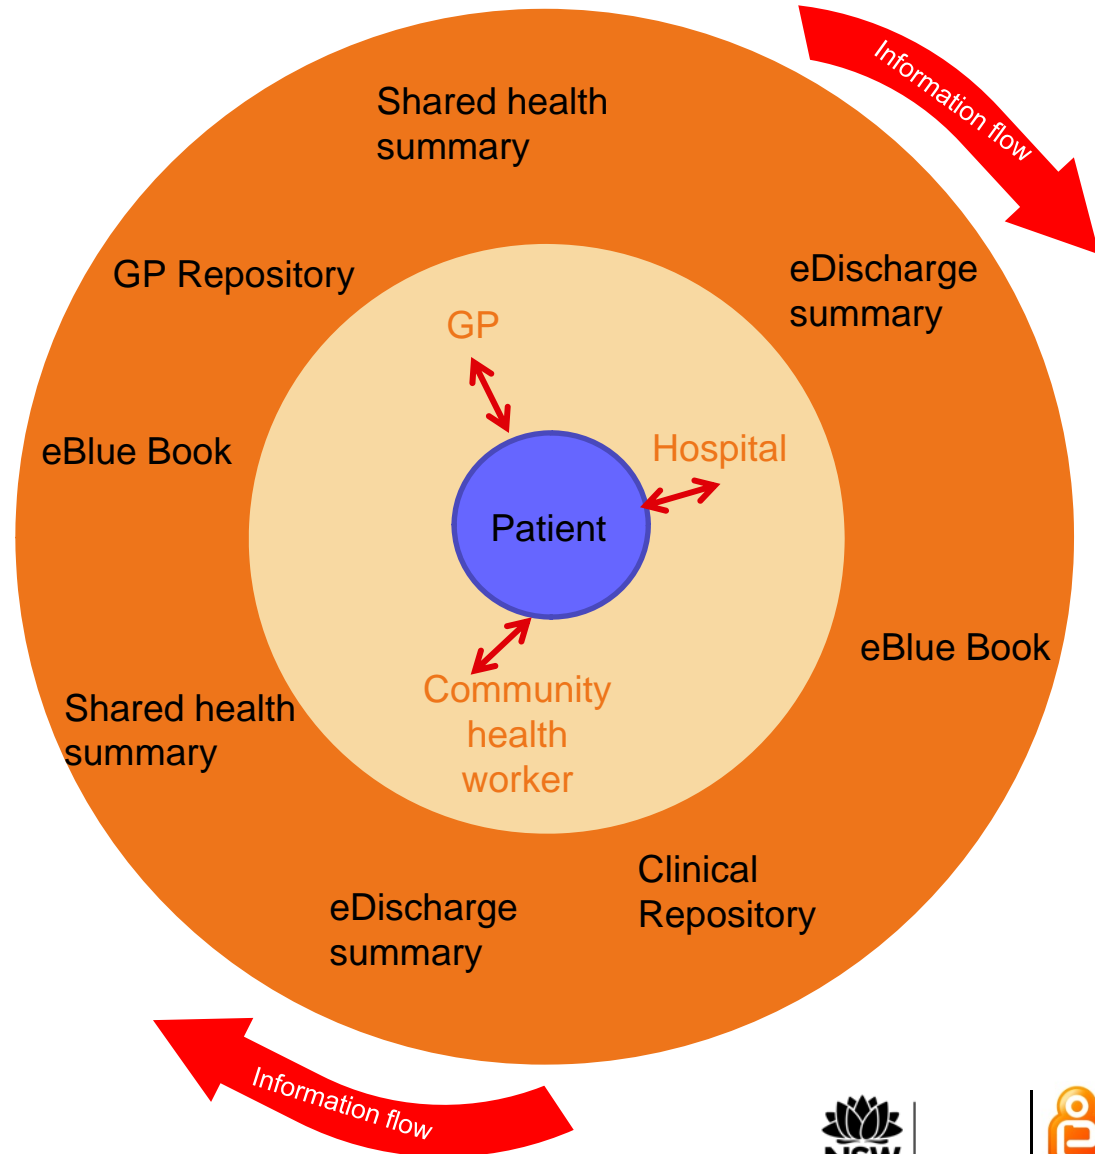 Information flow
Shared health
summary
GP Repository
eDischarge
summary
GP
eBlue Book
Hospital
Patient
eBlue Book
Community
health
worker
Shared health
summary
Clinical
Repository
eDischarge
summary
Information flow
NSW